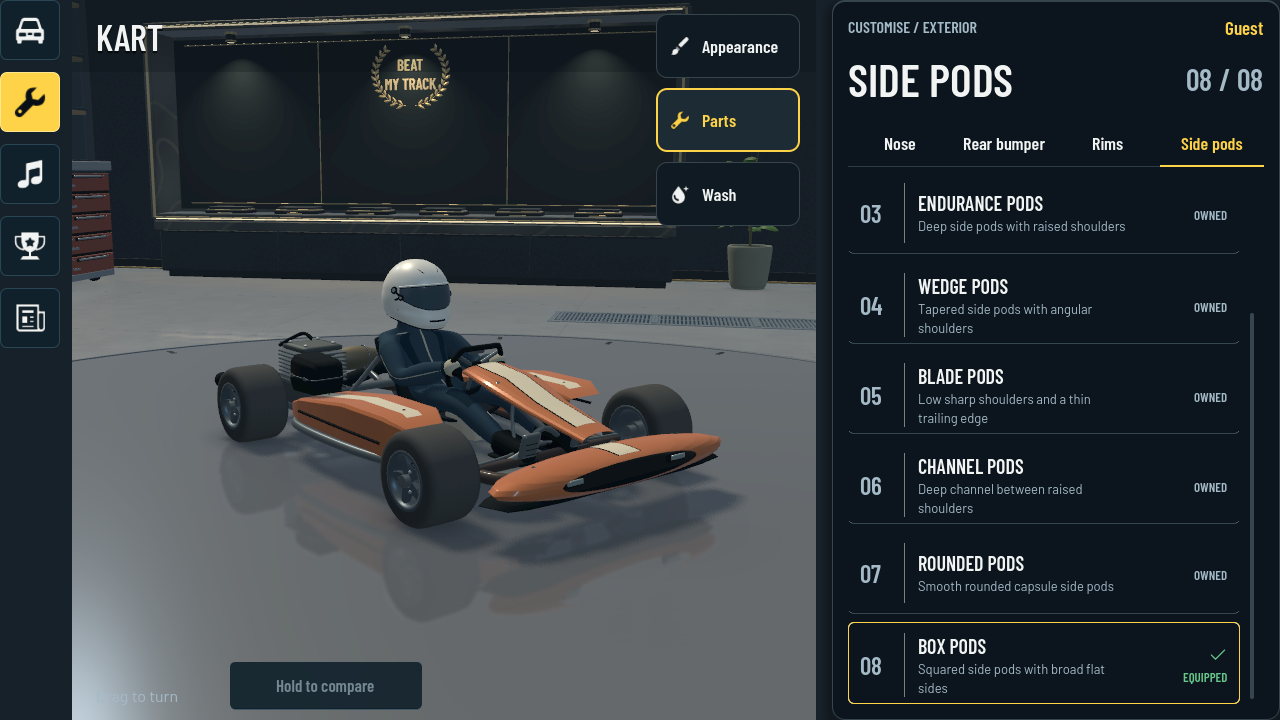 KART
BEAT
MY TRACK
Appearance
Parts
Wash
Hold to compare
to turn
CUSTOMISE / EXTERIOR
Guest
SIDE PODS
08 / 08
Nose
Rear bumper
Rims
Side pods
03
ENDURANCE PODS
Deep side pods with raised shoulders
OWNED
04
WEDGE PODS
Tapered side pods with angular
shoulders
OWNED
05
BLADE PODS
Low sharp shoulders and a thin
trailing edge
OWNED
06
CHANNEL PODS
Deep channel between raised
shoulders
OWNED
07
ROUNDED PODS
Smooth rounded capsule side pods
OWNED
08
BOX PODS
Squared side pods with broad flat
sides
EQUIPPED